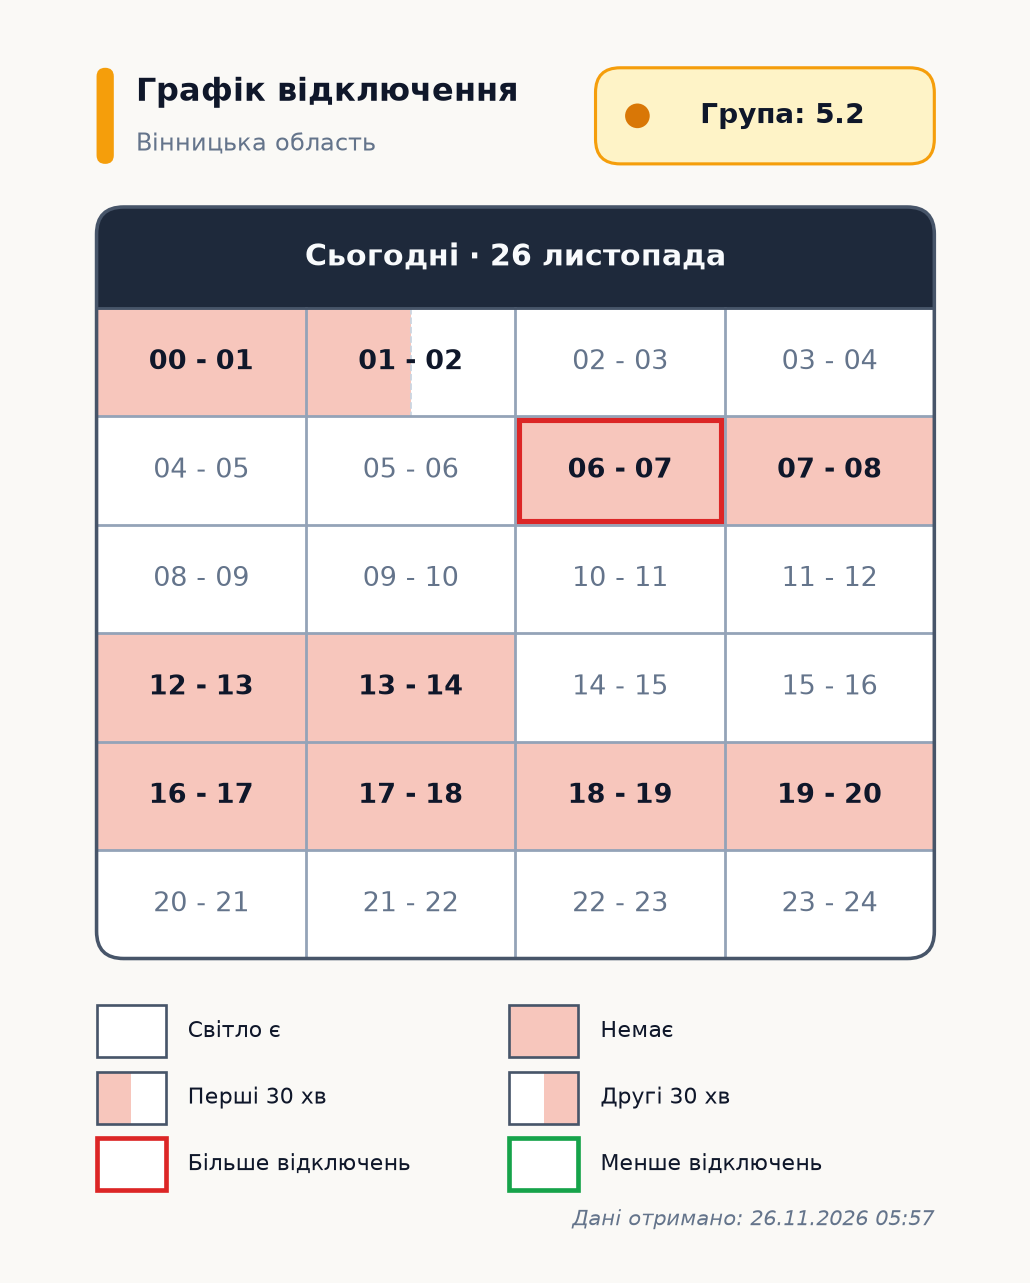 Графік відключення
Вінницька область
Група: 5.2
Сьогодні · 26 листопада
00 - 01 01 - 02 02 - 03 03 - 04
04 - 05 05 - 06 06 - 07 07 - 08
08 - 09 09 - 10 10 - 11 11 - 12
12 - 13 13 - 14 14 - 15 15 - 16
16 - 17 17 - 18 18 - 19 19 - 20
20 - 21 21 - 22 22 - 23 23 - 24
Світло є Немає
Перші 30 хв Другі 30 хв
Більше відключень Менше відключень
Дані отримано: 26.11.2026 05:57